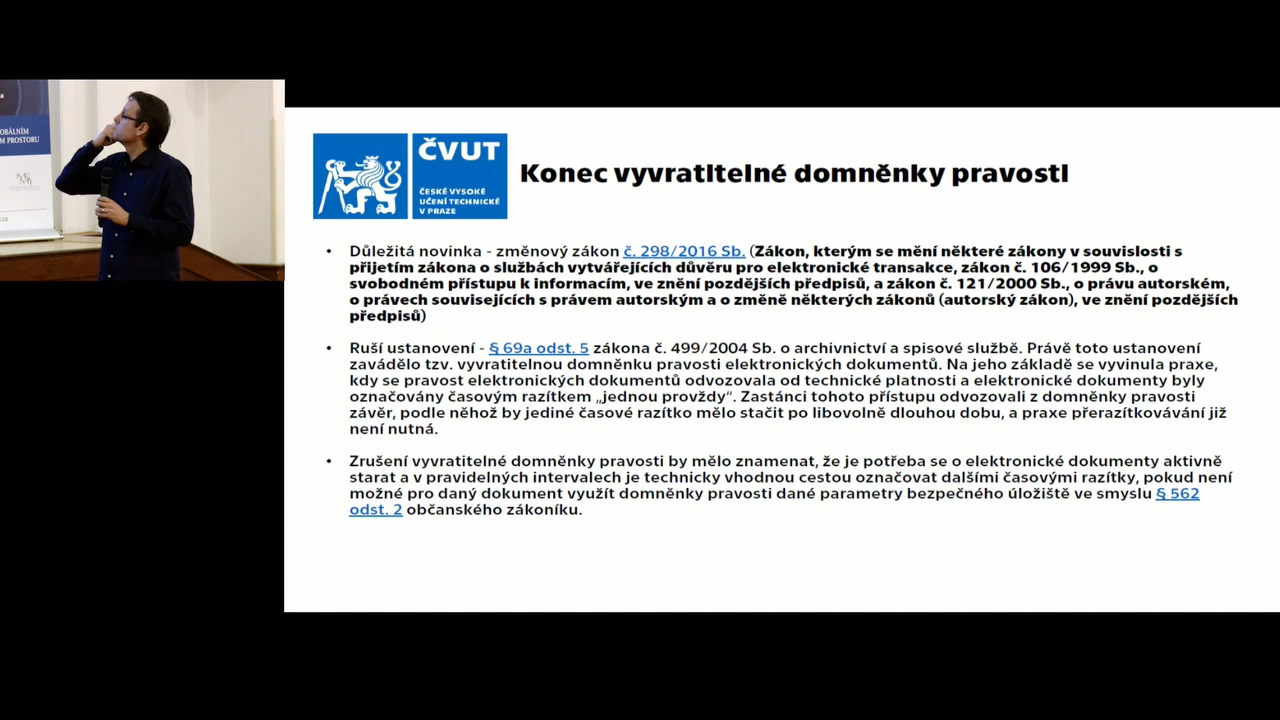 OBÁLNÍM
M PROSTORU
.cz
ČVUT
ČESKÉ VYSOKÉ
UČENÍ TECHNICKÉ
V PRAZE
Konec vyvratitelné domněnky pravosti
• Důležitá novinka - změnový zákon č. 298/2016 Sb. (Zákon, kterým se mění některé zákony v souvislosti s
přijetím zákona o službách vytvářejících důvěru pro elektronické transakce, zákon č. 106/1999 Sb., o
svobodném přístupu k informacím, ve znění pozdějších předpisů, a zákon č. 121/2000 Sb., o právu autorském,
o právech souvisejících s právem autorským a o změně některých zákonů (autorský zákon), ve znění pozdějších
předpisů)
• Ruší ustanovení - § 69a odst. 5 zákona č. 499/2004 Sb. o archivnictví a spisové službě. Právě toto ustanovení
zavádělo tzv. vyvratitelnou domněnku pravosti elektronických dokumentů. Na jeho základě se vyvinula praxe,
kdy se pravost elektronických dokumentů odvozovala od technické platnosti a elektronické dokumenty byly
označovány časovým razítkem „jednou provždy“. Zastánci tohoto přístupu odvozovali z domněnky pravosti
závěr, podle něhož by jediné časové razítko mělo stačit po libovolně dlouhou dobu, a praxe přerazítkovávání již
není nutná.
• Zrušení vyvratitelné domněnky pravosti by mělo znamenat, že je potřeba se o elektronické dokumenty aktivně
starat a v pravidelných intervalech je technicky vhodnou cestou označovat dalšími časovými razítky, pokud není
možné pro daný dokument využít domněnky pravosti dané parametry bezpečného úložiště ve smyslu § 562
odst. 2 občanského zákoníku.